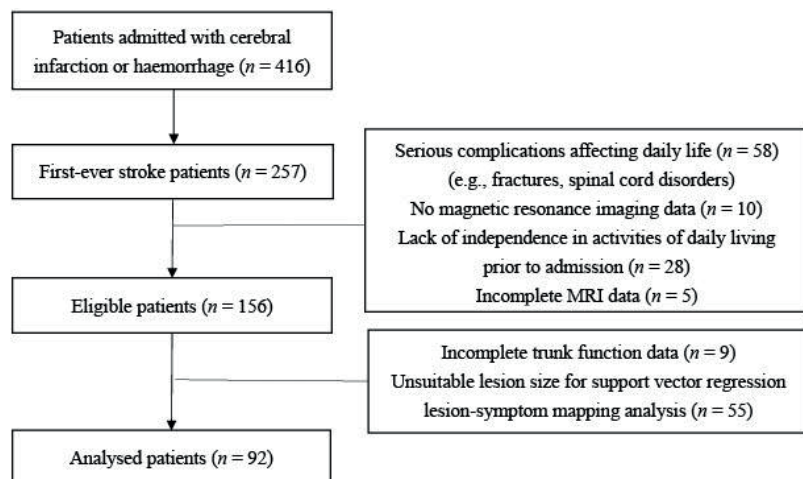 Patients admitted with cerebral
infarction or haemorrhage (n = 416)
First-ever stroke patients (n = 257)
Serious complications affecting daily life (n = 58)
(e.g., fractures, spinal cord disorders)
No magnetic resonance imaging data (n = 10)
Lack of independence in activities of daily living
prior to admission (n = 28)
Incomplete MRI data (n = 5)
Eligible patients (n = 156)
Incomplete trunk function data (n = 9)
Unsuitable lesion size for support vector regression
lesion-symptom mapping analysis (n = 55)
Analysed patients (n = 92)